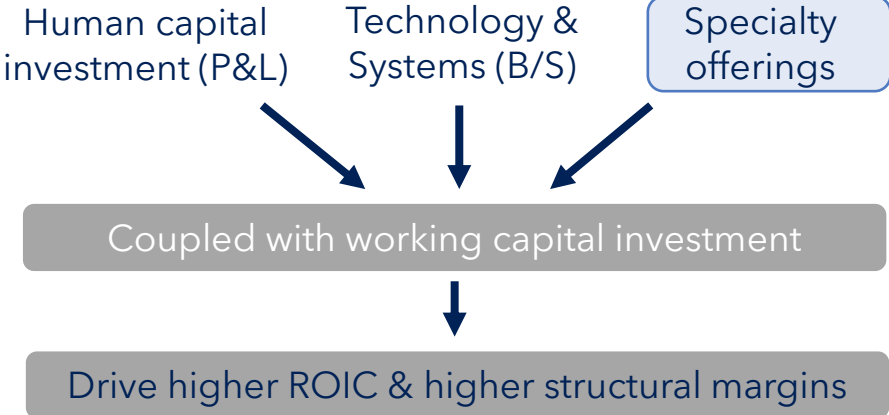 Human capital
investment (P&L)
Technology &
Systems (B/S)
Specialty
offerings
Coupled with working capital investment
Drive higher ROIC & higher structural margins